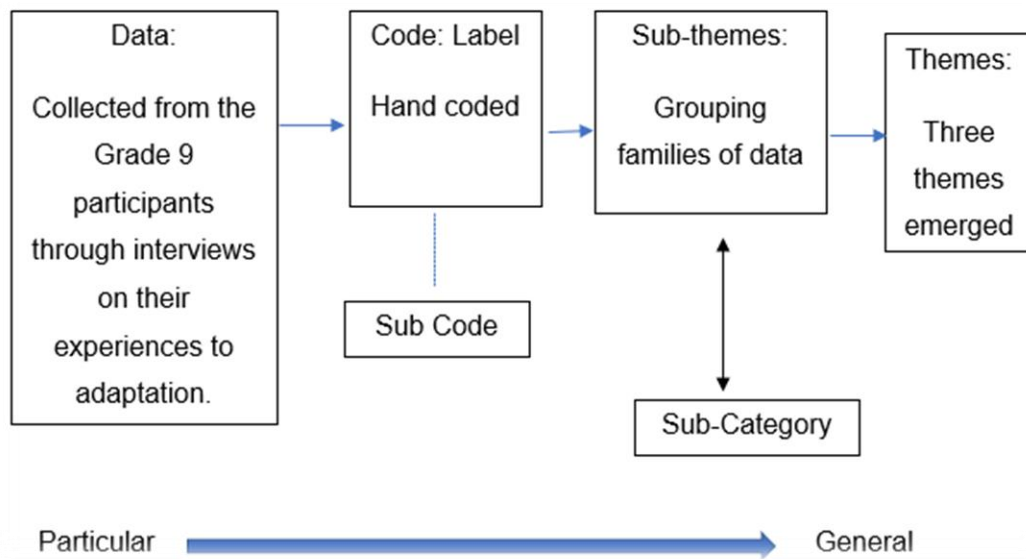 Data:
Collected from the
Grade 9
participants
through interviews
on their
experiences to
adaptation.
Code: Label
Hand coded
Sub Code
Sub-themes:
Grouping
families of data
Sub-Category
Themes:
Three
themes
emerged
Particular
General